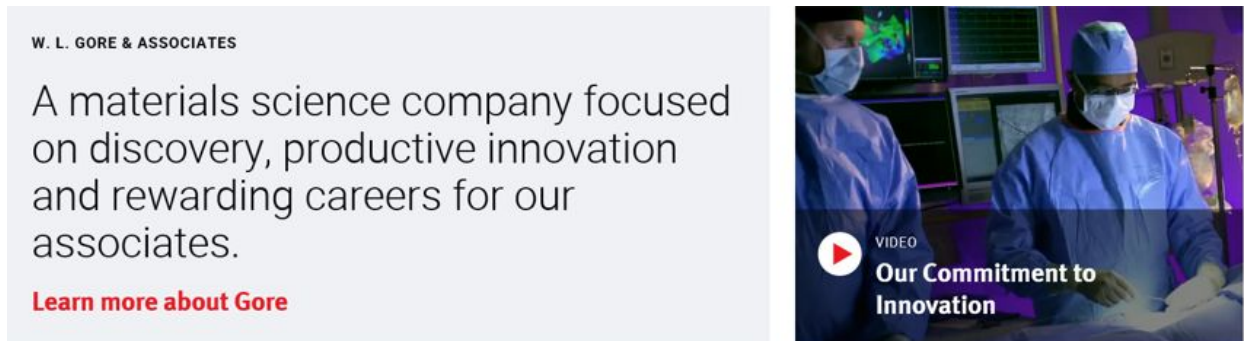 W. L. GORE & ASSOCIATES
A materials science company focused
on discovery, productive innovation
and rewarding careers for our
associates.
Learn more about Gore
VIDEO
Our Commitment to
Innovation